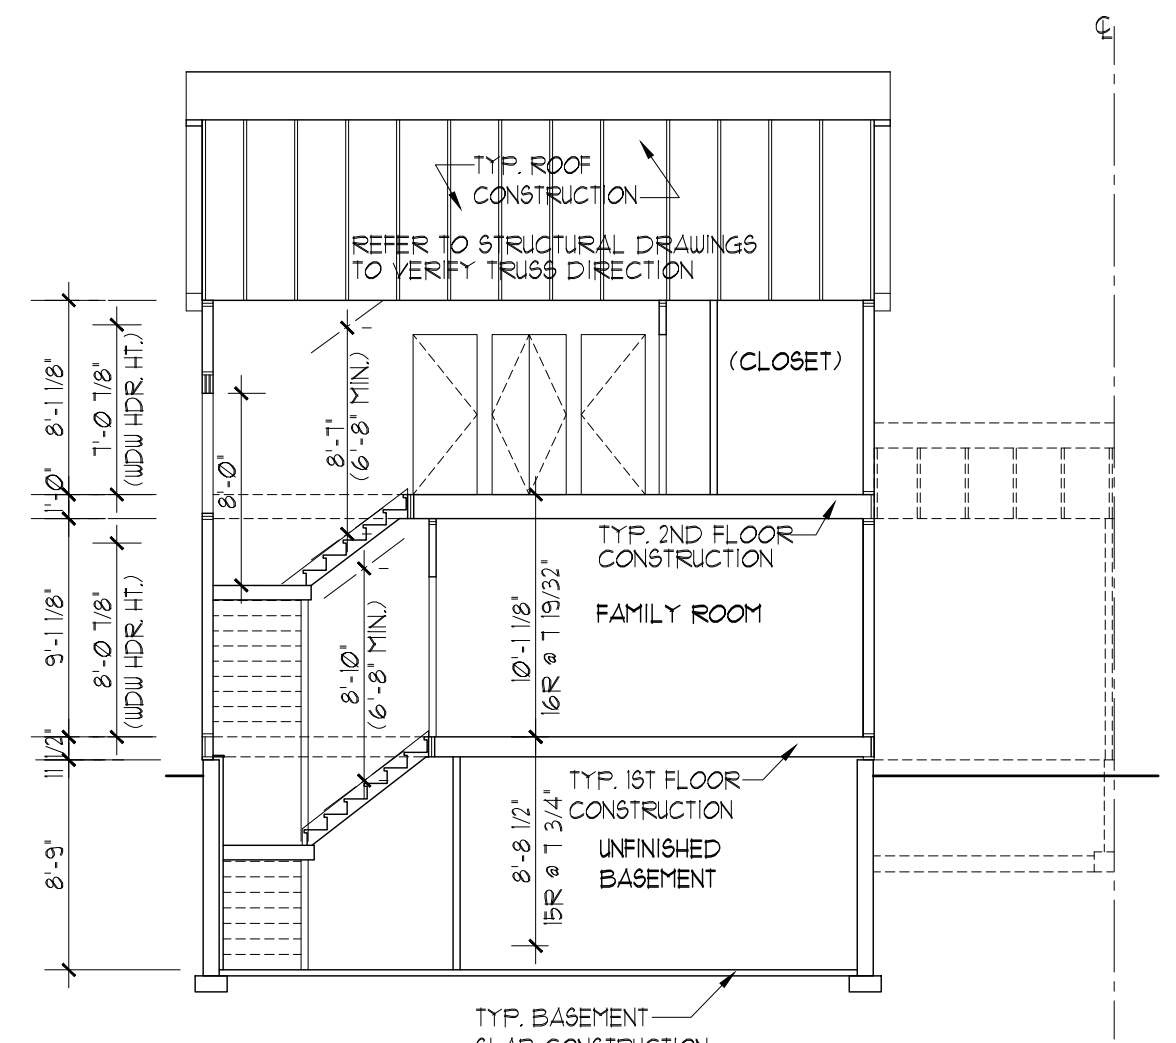 ℄
TYP. ROOF
CONSTRUCTION
REFER TO STRUCTURAL DRAWINGS
TO VERIFY TRUSS DIRECTION
8'-1 1/8"
7'-0 7/8"
(WDW HDR. HT.)
8'-7"
(6'-8" MIN.)
(CLOSET)
8'-0"
1'-0"
TYP. 2ND FLOOR
CONSTRUCTION
9'-1 1/8"
8'-0 7/8"
(WDW HDR. HT.)
8'-10"
(6'-8" MIN.)
10'-1 1/8"
16R @ 7 19/32"
FAMILY ROOM
11 1/2"
TYP. 1ST FLOOR
CONSTRUCTION
8'-9"
8'-8 1/2"
15R @ 7 3/4"
UNFINISHED
BASEMENT
TYP. BASEMENT
SLAB CONSTRUCTION